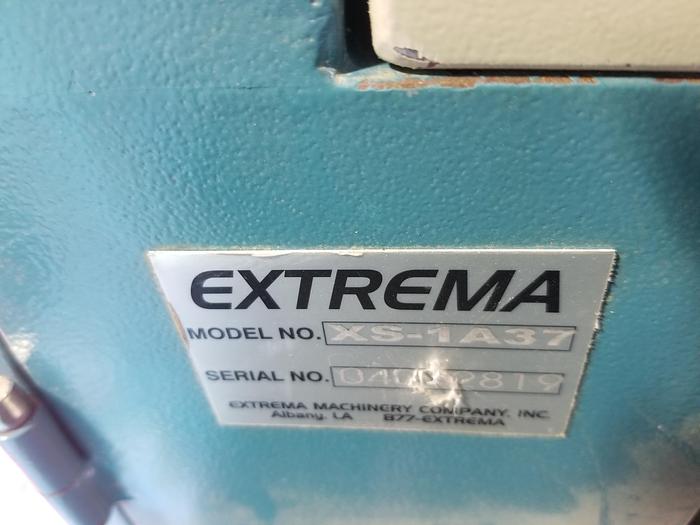 EXTREMA
MODEL NO. XS-1A37
SERIAL NO.
EXTREMA MACHINERY COMPANY, INC.
Albany, LA 877-EXTREMA